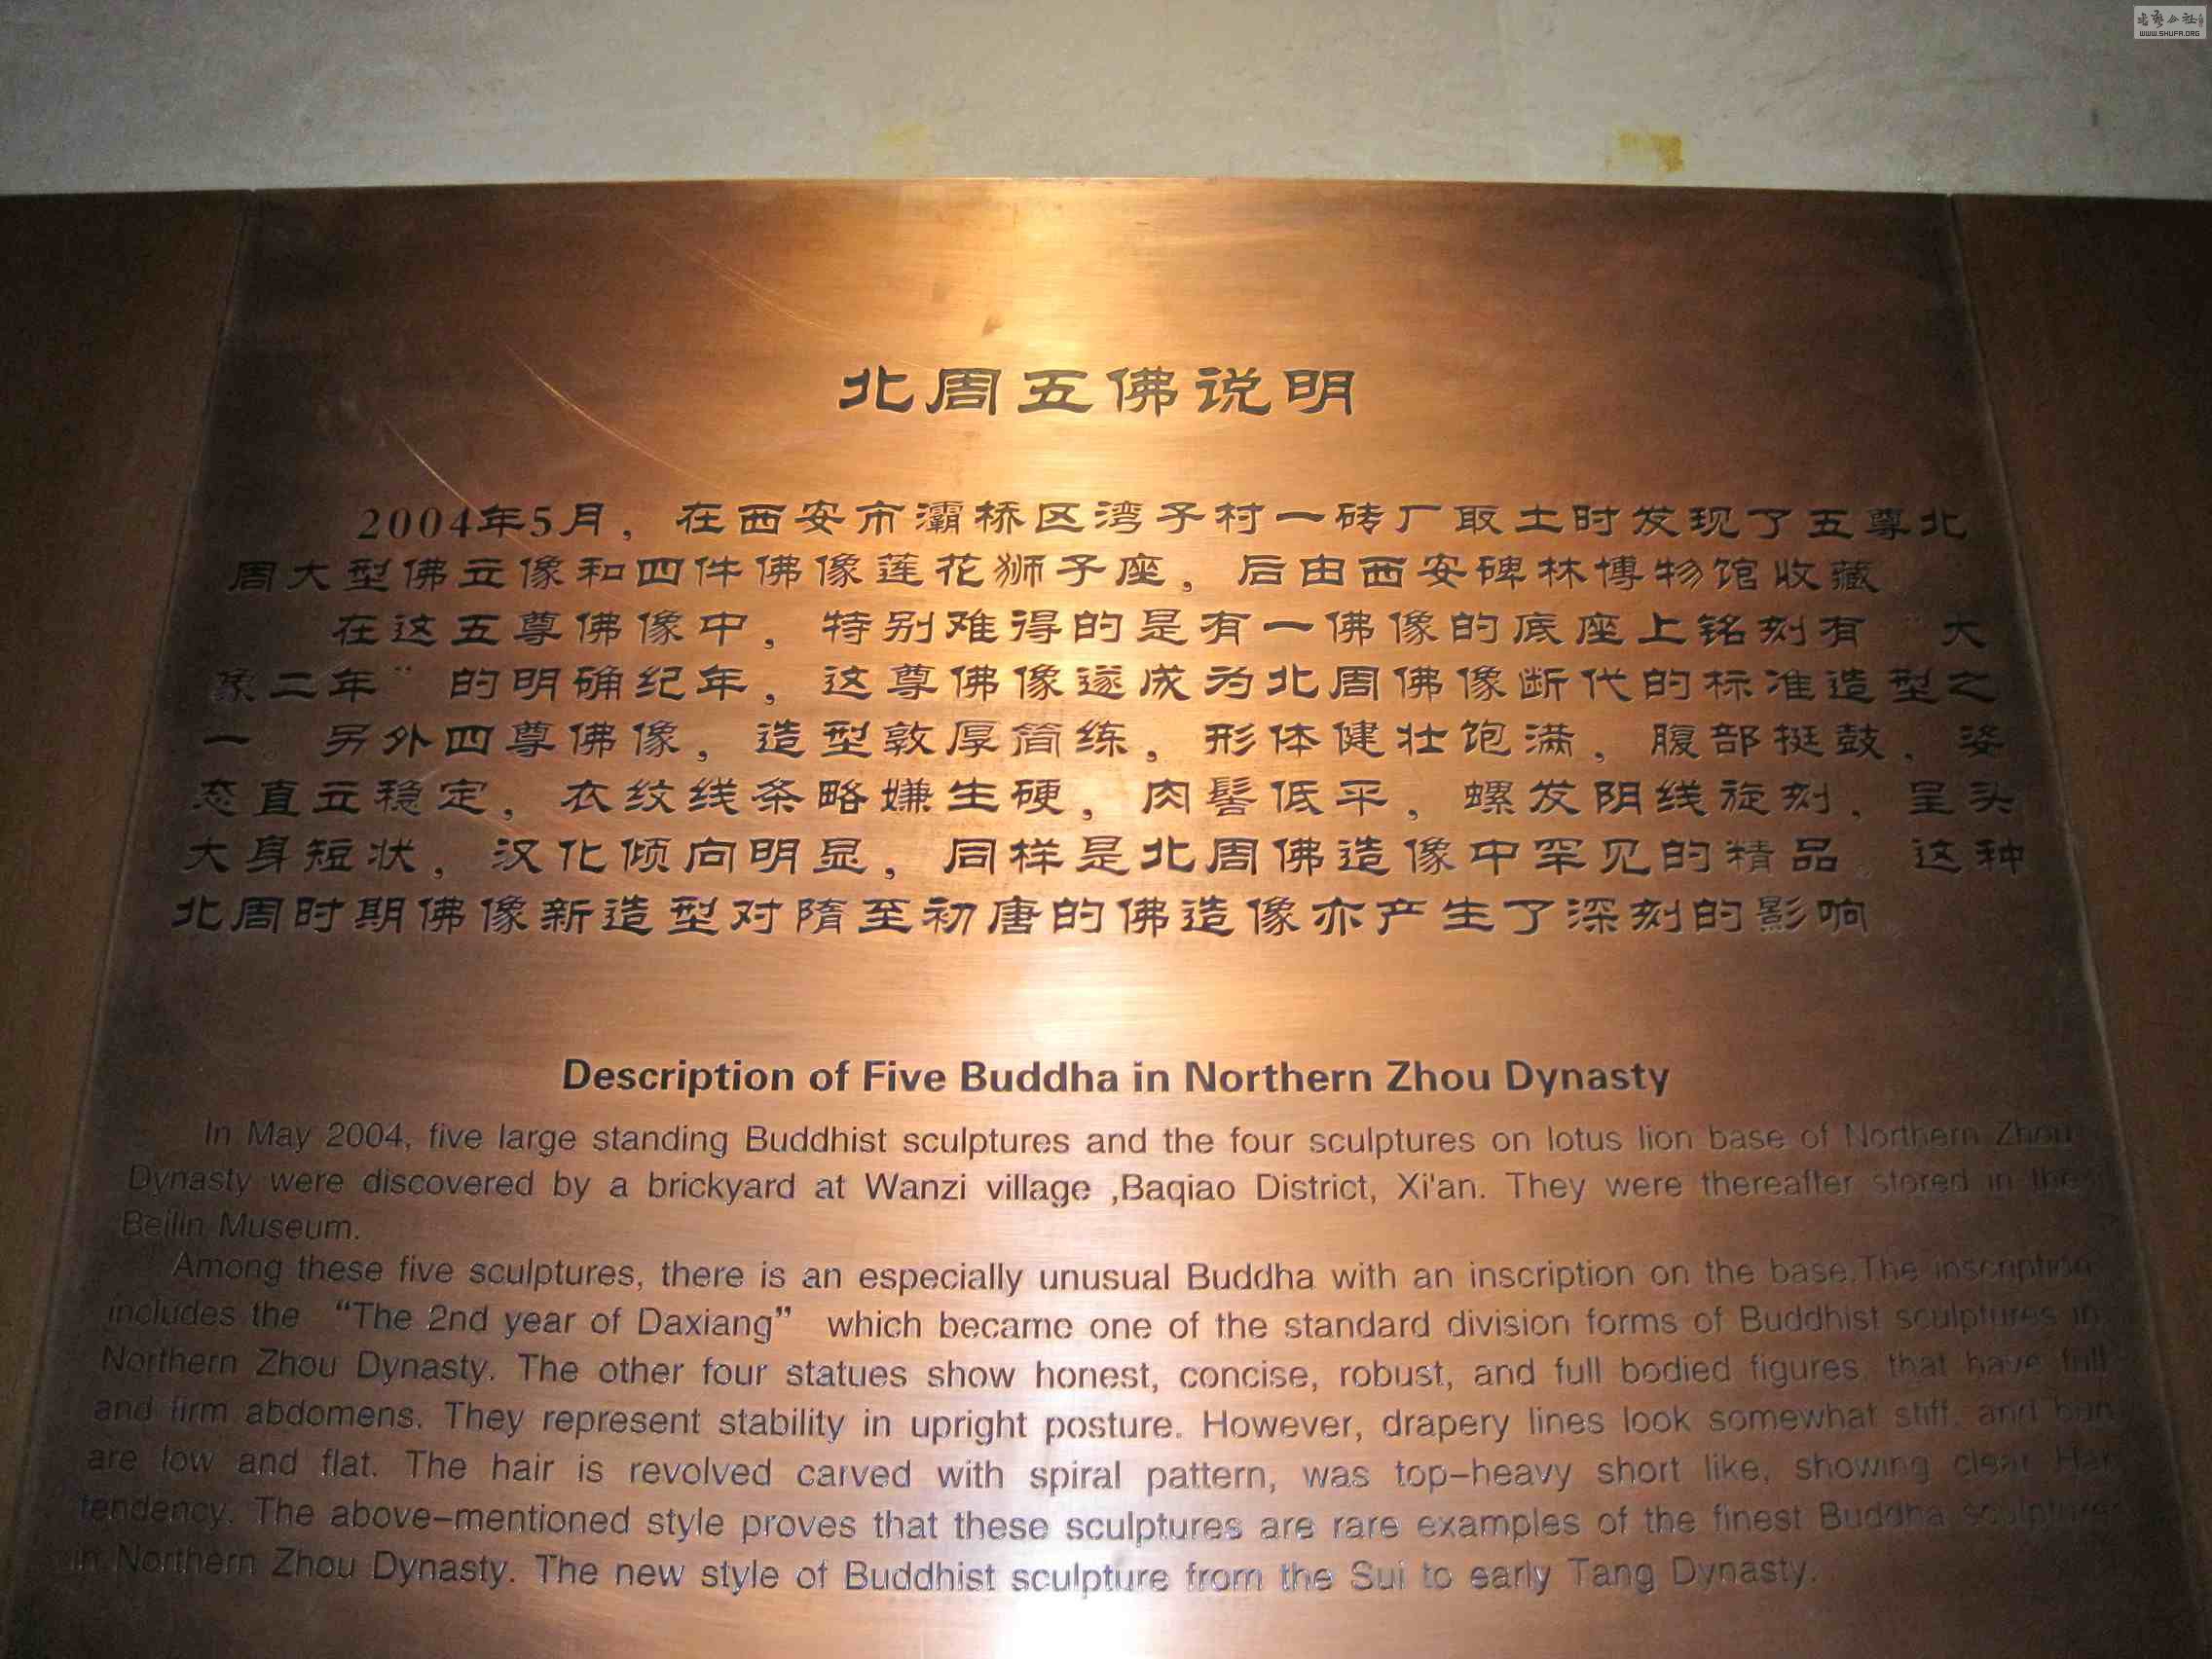 书艺公社
WWW.SHUFA.ORG
北周五佛说明
2004年5月，在西安市灞桥区湾子村一砖厂取土时发现了五尊北
周大型佛立像和四件佛像莲花狮子座，后由西安碑林博物馆收藏
在这五尊佛像中，特别难得的是有一佛像的底座上铭刻有“大
象二年”的明确纪年，这尊佛像遂成为北周佛像断代的标准造型之
一。另外四尊佛像，造型敦厚简练，形体健壮饱满，腹部挺鼓，姿
态直立稳定，衣纹线条略嫌生硬，肉髻低平，螺发阴线旋刻，呈头
大身短状，汉化倾向明显，同样是北周佛造像中罕见的精品。这种
北周时期佛像新造型对隋至初唐的佛造像亦产生了深刻的影响。
Description of Five Buddha in Northern Zhou Dynasty
In May 2004, five large standing Buddhist sculptures and the four sculptures on lotus lion base of Northern Zhou
Dynasty were discovered by a brickyard at Wanzi village ,Baqiao District, Xi'an. They were thereafter stored in the
Beilin Museum.
Among these five sculptures, there is an especially unusual Buddha with an inscription on the base.The inscription
includes the “The 2nd year of Daxiang” which became one of the standard division forms of Buddhist sculptures in
Northern Zhou Dynasty. The other four statues show honest, concise, robust, and full bodied figures, that have full
and firm abdomens. They represent stability in upright posture. However, drapery lines look somewhat stiff, and bun
are low and flat. The hair is revolved carved with spiral pattern, was top-heavy short like, showing clear Han
tendency. The above-mentioned style proves that these sculptures are rare examples of the finest Buddha sculpture
in Northern Zhou Dynasty. The new style of Buddhist sculpture from the Sui to early Tang Dynasty.